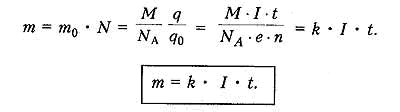 m = m₀ · N = M/N_A q/q₀ = M · I · t/N_A · e · n = k · I · t.
m = k · I · t.